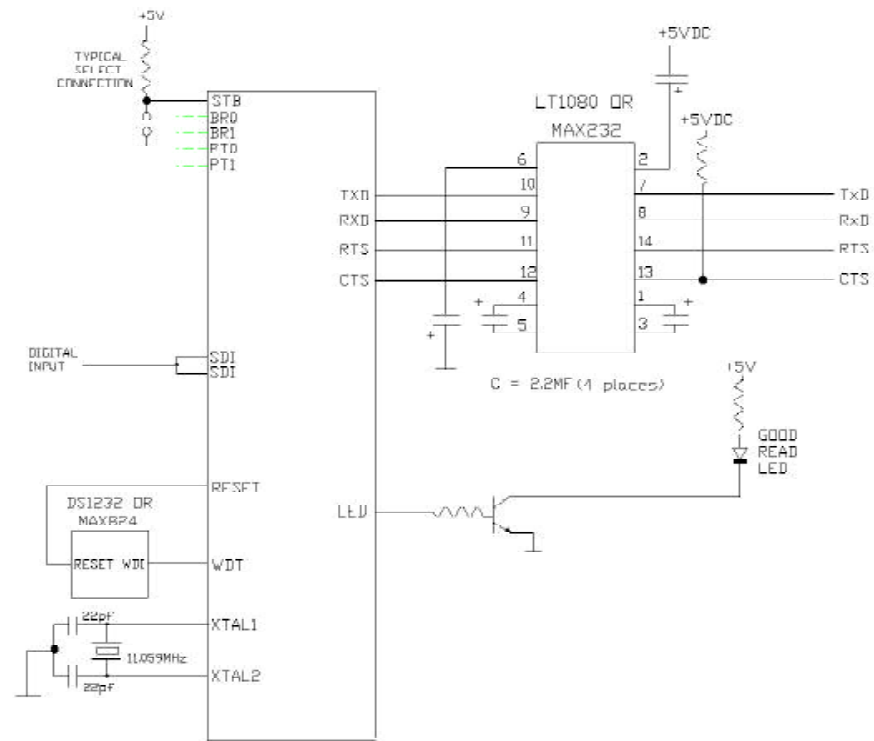 +5V
TYPICAL
SELECT
CONNECTION
STB
BR0
BR1
PT0
PT1
+5VDC
LT1080 OR
MAX232
+5VDC
6
2
TXD
10
7
TxD
RXD
9
8
RxD
RTS
11
14
RTS
CTS
12
13
CTS
+
4
1
+
+
5
3
DIGITAL
INPUT
SDI
SDI
C = 2.2MF (4 places)
+5V
GOOD
READ
LED
RESET
LED
DS1232 OR
MAX824
RESET WDI
WDT
22pf
XTAL1
11.059MHz
XTAL2
22pf
+